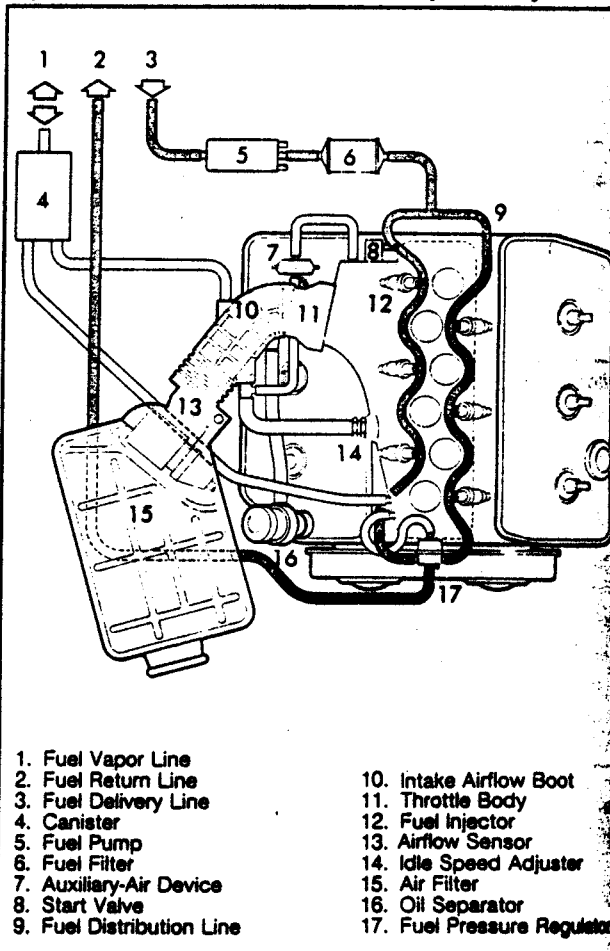 1 2 3
4
5 6
9
7 8
10 11 12
13
14
15
16
17
1. Fuel Vapor Line
2. Fuel Return Line
3. Fuel Delivery Line
4. Canister
5. Fuel Pump
6. Fuel Filter
7. Auxiliary-Air Device
8. Start Valve
9. Fuel Distribution Line
10. Intake Airflow Boot
11. Throttle Body
12. Fuel Injector
13. Airflow Sensor
14. Idle Speed Adjuster
15. Air Filter
16. Oil Separator
17. Fuel Pressure Regulator